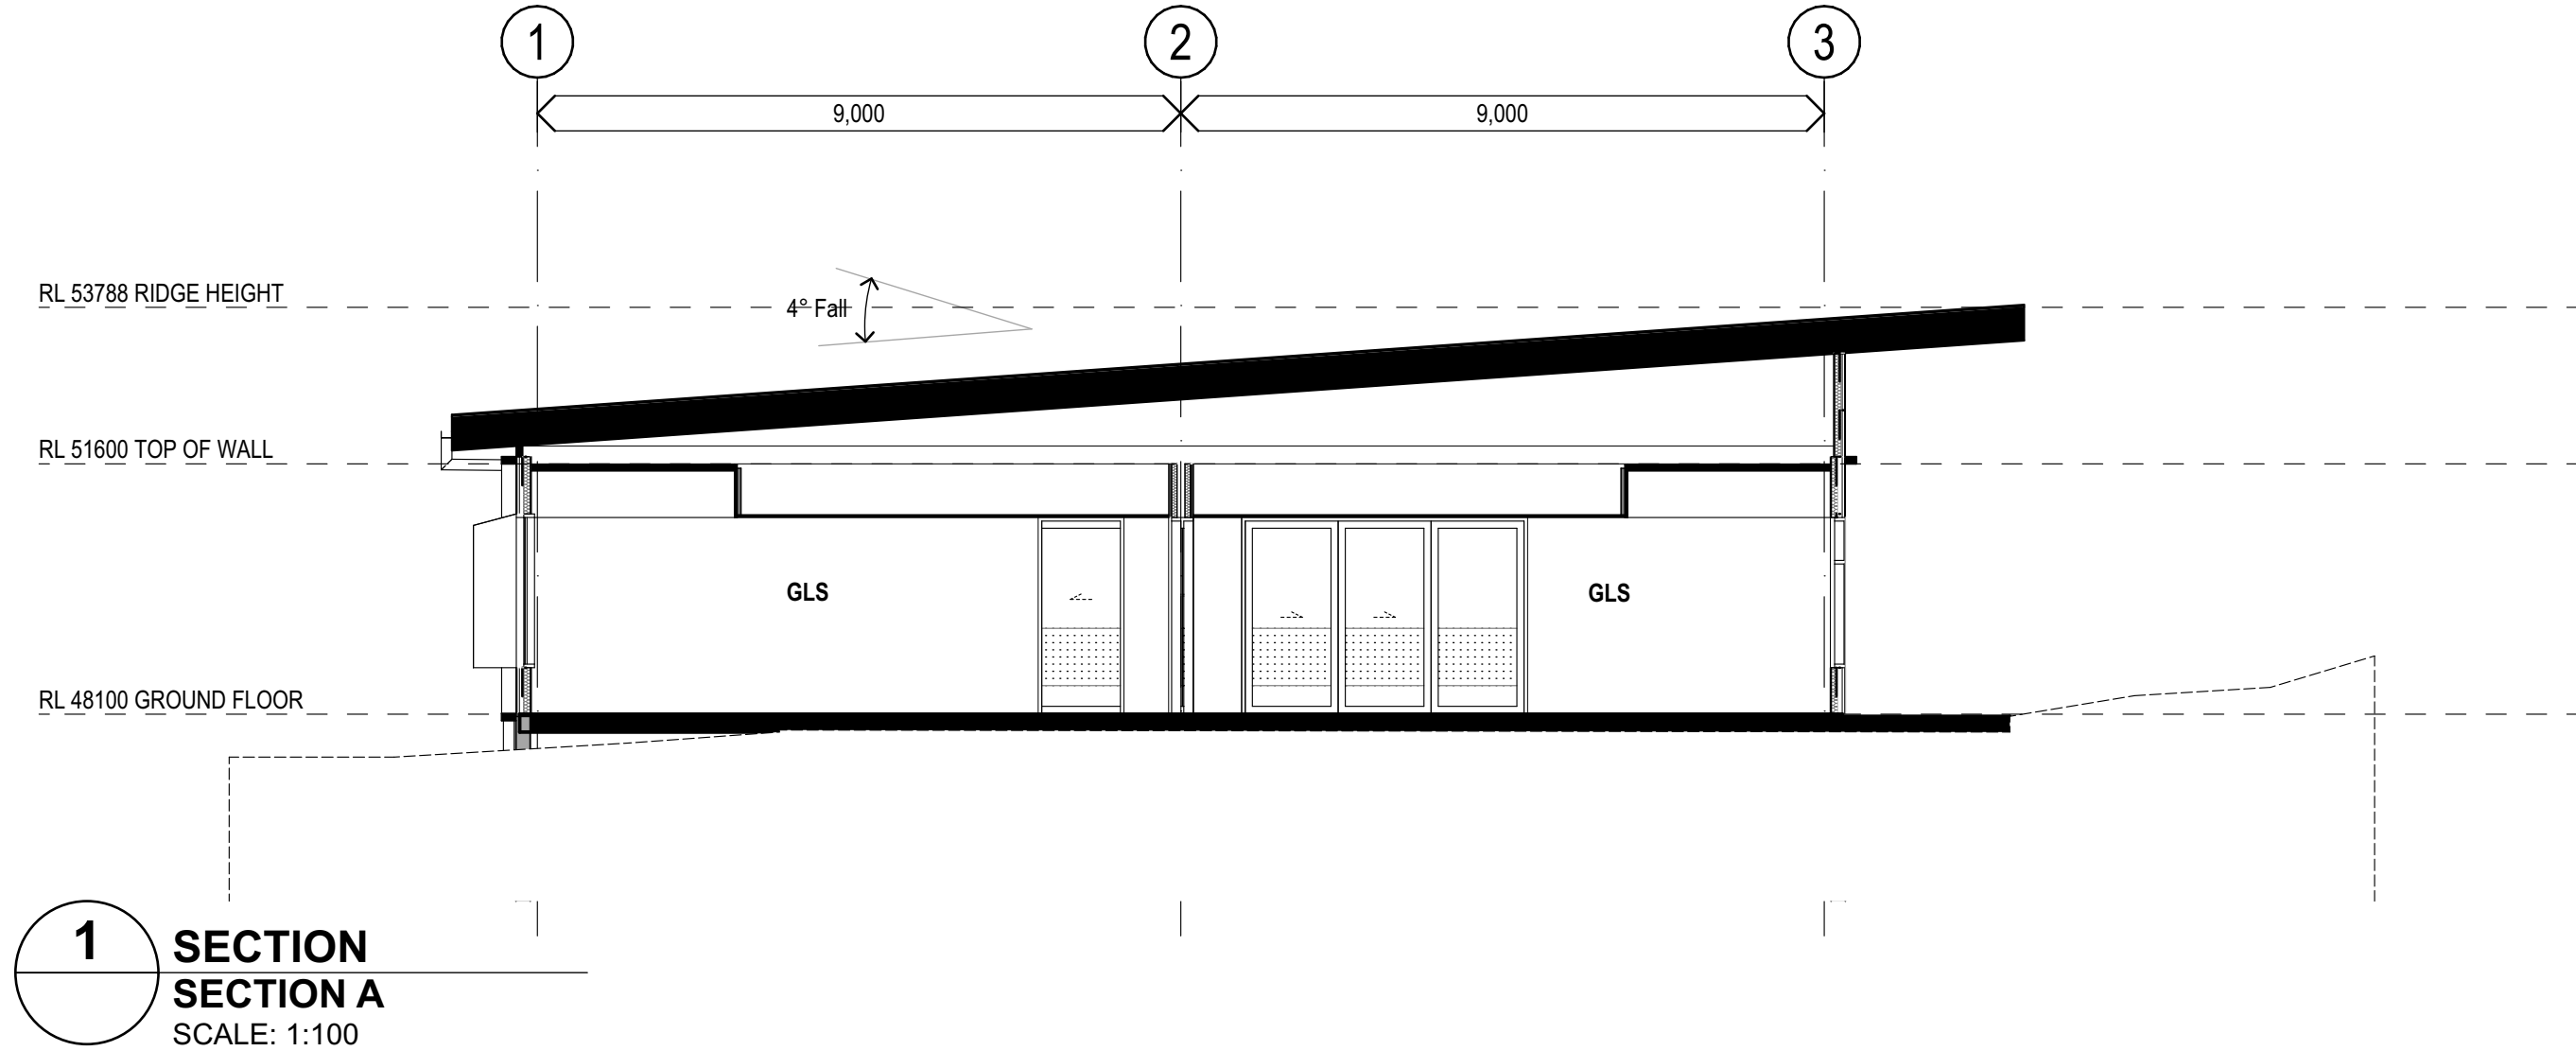 1 2 3
9,000 9,000
RL 53788 RIDGE HEIGHT
4° Fall
RL 51600 TOP OF WALL
GLS GLS
RL 48100 GROUND FLOOR
1
SECTION
SECTION A
SCALE: 1:100